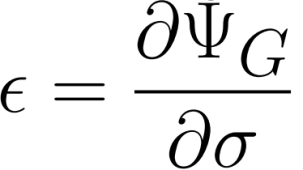 ϵ = ∂Ψ_G / ∂σ